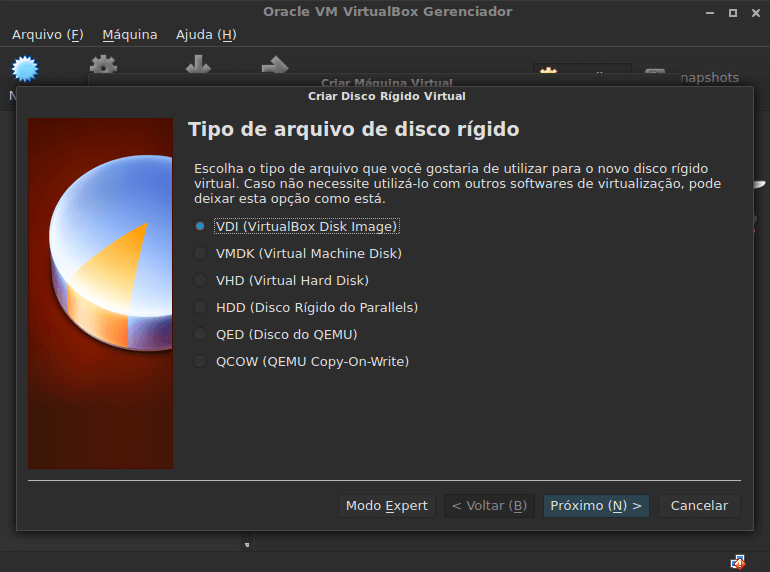 Oracle VM VirtualBox Gerenciador
Arquivo (F) Máquina Ajuda (H)
Criar Máquina Virtual
napshots
N
Criar Disco Rígido Virtual
Tipo de arquivo de disco rígido
Escolha o tipo de arquivo que você gostaria de utilizar para o novo disco rígido
virtual. Caso não necessite utilizá-lo com outros softwares de virtualização, pode
deixar esta opção como está.
VDI (VirtualBox Disk Image)
VMDK (Virtual Machine Disk)
VHD (Virtual Hard Disk)
HDD (Disco Rígido do Parallels)
QED (Disco do QEMU)
QCOW (QEMU Copy-On-Write)
Modo Expert < Voltar (B) Próximo (N) > Cancelar